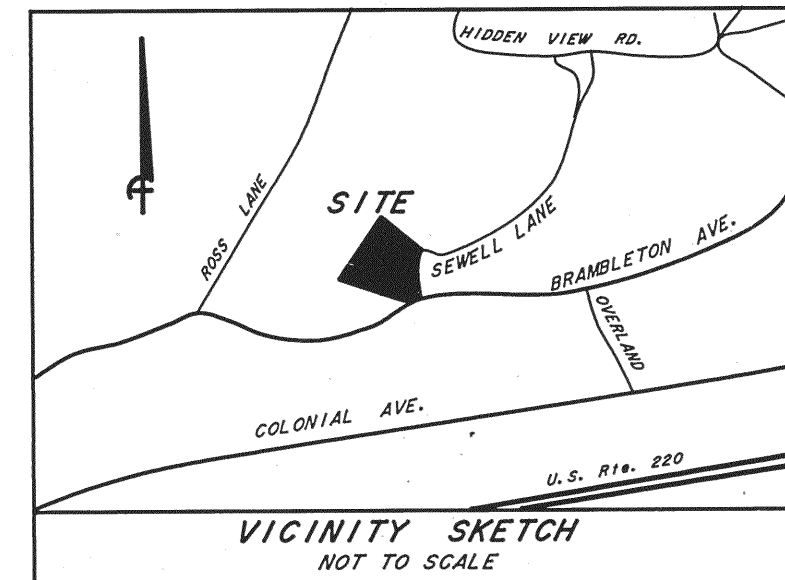 HIDDEN VIEW RD.
ROSS LANE
SITE
SEWELL LANE
BRAMBLETON AVE.
OVERLAND
COLONIAL AVE.
U.S. Rte. 220
VICINITY SKETCH
NOT TO SCALE